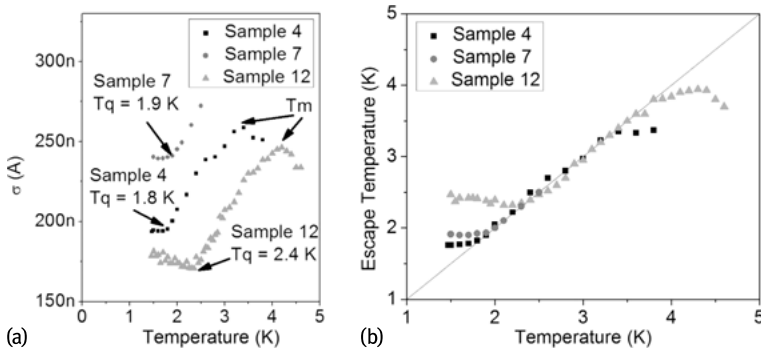 (a)
σ (A)
300n
250n
200n
150n
0
1
2
3
4
5
Temperature (K)
Sample 4
Sample 7
Sample 12
Sample 7
Tq = 1.9 K
Tm
Sample 4
Tq = 1.8 K
Sample 12
Tq = 2.4 K
(b)
Escape Temperature (K)
5
4
3
2
1
1
2
3
4
5
Temperature (K)
Sample 4
Sample 7
Sample 12